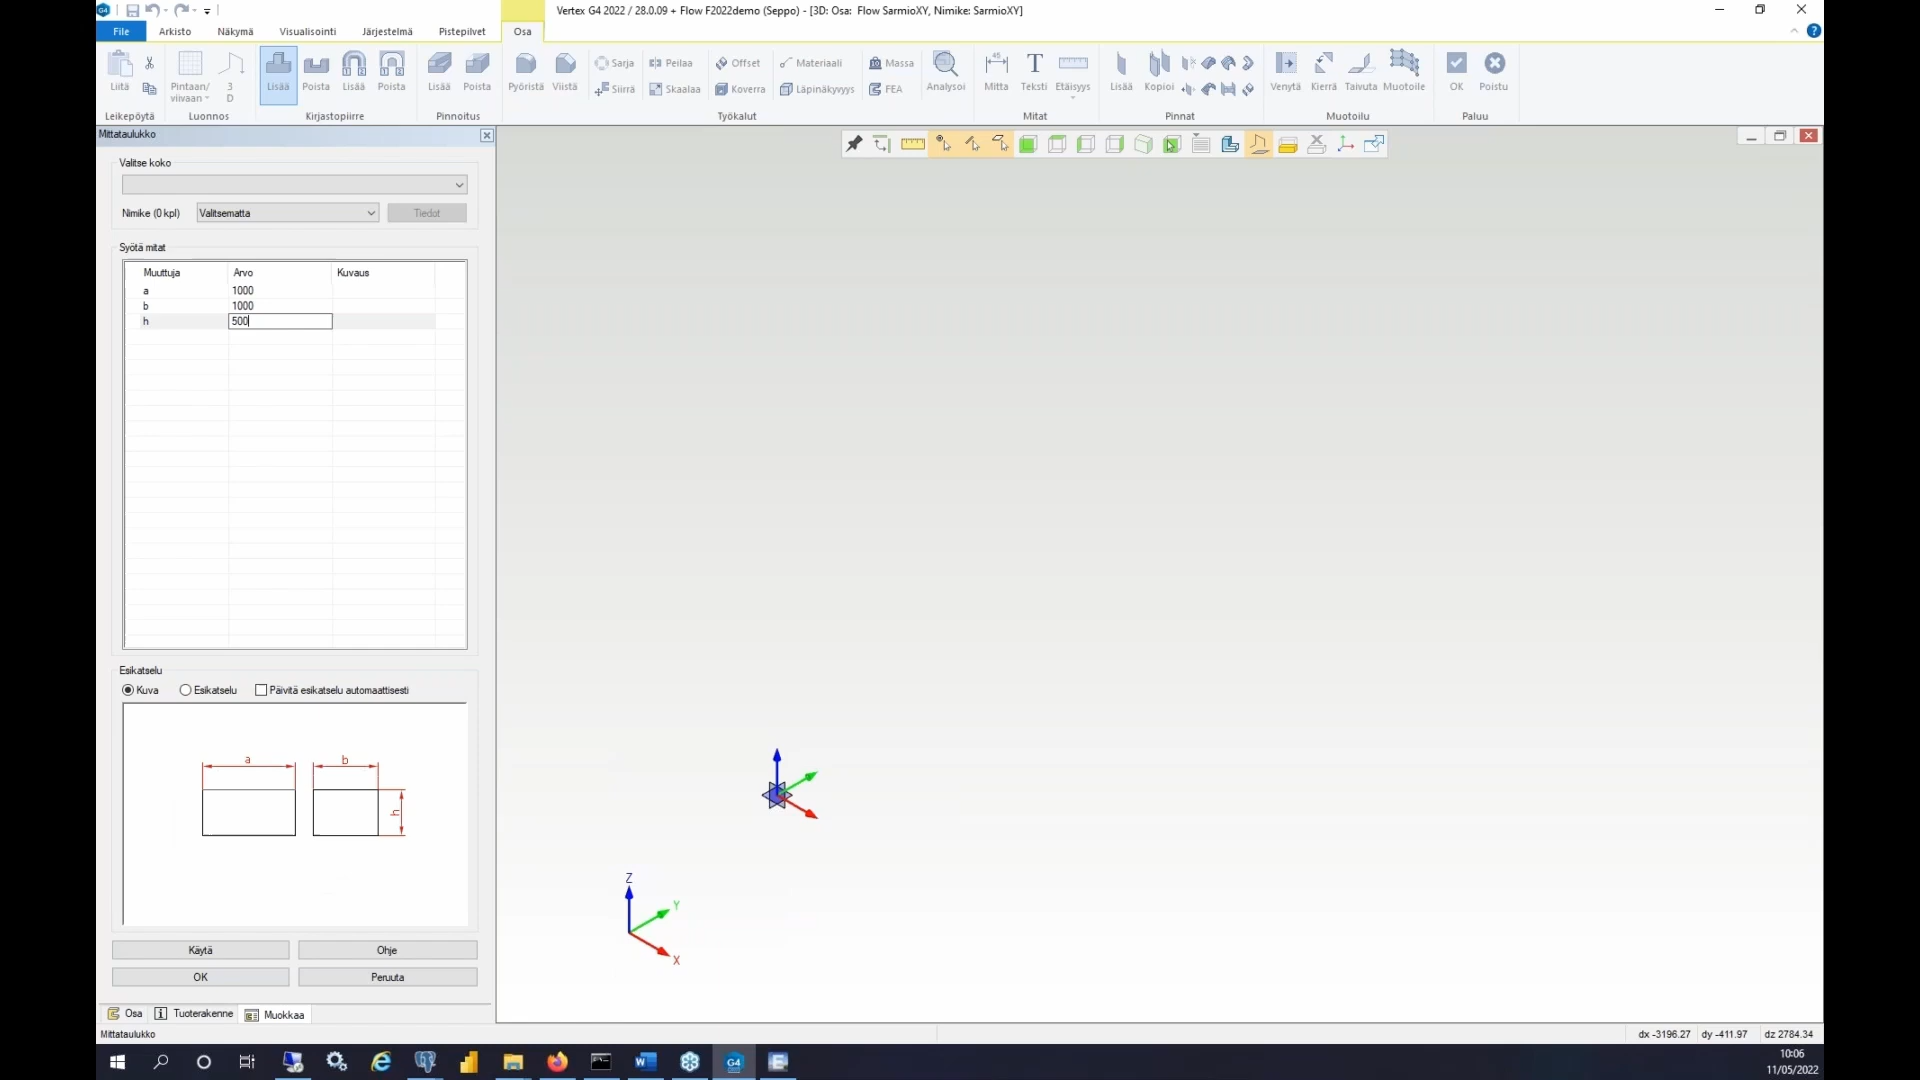 Vertex G4 2022 / 28.0.09 + Flow F2022demo (Seppo) - [3D: Osa:  Flow SarmioXY, Nimike: SarmioXY]
File Arkisto Näkymä Visualisointi Järjestelmä Pistepilvet Osa
Liitä Pintaan/ viivaan 3 D Lisää Poista Lisää Poista Lisää Poista Pyöristä Viistä Sarja Siirrä Peilaa Skaalaa Offset Koverra Materiaali Läpinäkyvyys Massa FEA Analysoi Mitta Teksti Etäisyys Lisää Kopioi Venytä Kierrä Taivuta Muotoile OK Poistu
Leikepöytä Luonnos Kirjastopiirre Pinnoitus Työkalut Mitat Pinnat Muotoilu Paluu
Mittataulukko
Valitse koko
Nimike (0 kpl) Valitsematta Tiedot
Syötä mitat
Muuttuja Arvo Kuvaus
a 1000
b 1000
h 500
Esikatselu
Kuva Esikatselu Päivitä esikatselu automaattisesti
a b
h
Z
Y
X
Käytä Ohje
OK Peruuta
Osa Tuoterakenne Muokkaa
Mittataulukko dx -3196.27 dy -411.97 dz 2784.34
10:06
11/05/2022